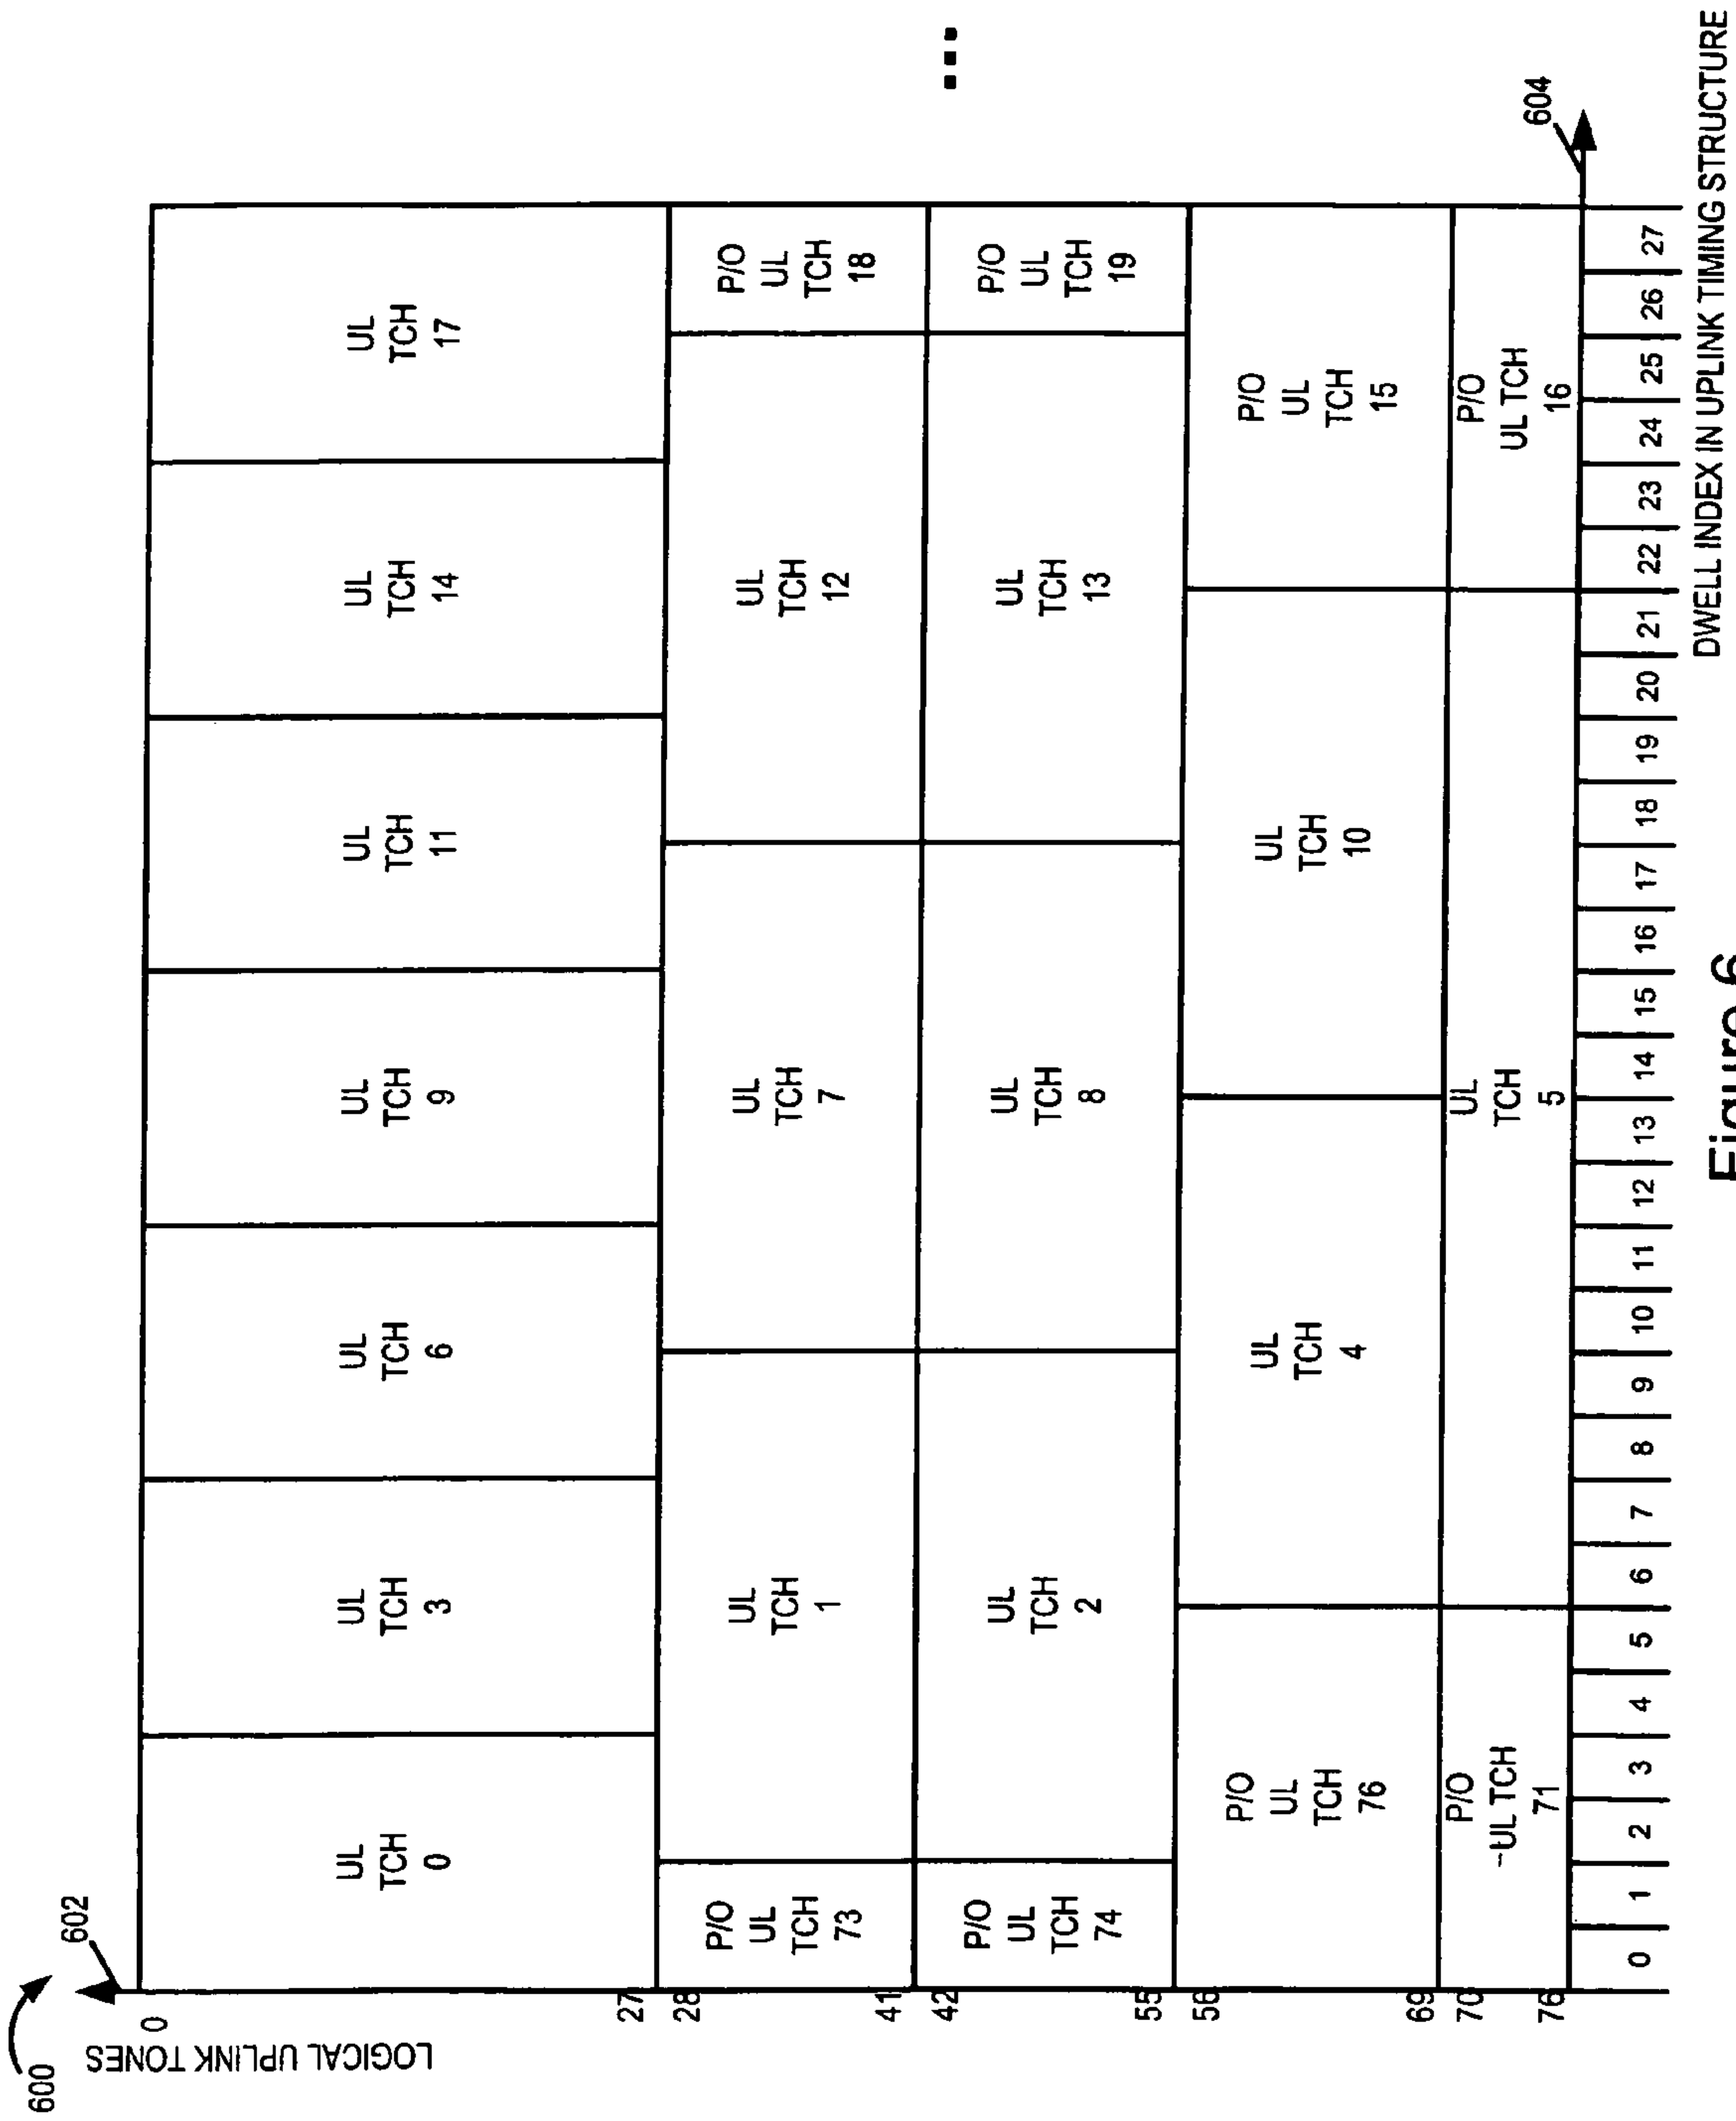 600
602
LOGICAL UPLINK TONES
0
27
28
41
42
55
56
69
70
76
UL
TCH
0
UL
TCH
3
UL
TCH
6
UL
TCH
9
UL
TCH
11
UL
TCH
14
UL
TCH
17
P/O
UL
TCH
73
UL
TCH
1
UL
TCH
7
UL
TCH
12
P/O
UL
TCH
18
P/O
UL
TCH
74
UL
TCH
2
UL
TCH
8
UL
TCH
13
P/O
UL
TCH
19
P/O
UL
TCH
76
UL
TCH
4
UL
TCH
10
P/O
UL
TCH
15
P/O
UL TCH
71
UL
TCH
5
P/O
UL TCH
16
604
0 1 2 3 4 5 6 7 8 9 10 11 12 13 14 15 16 17 18 19 20 21 22 23 24 25 26 27
DWELL INDEX IN UPLINK TIMING STRUCTURE
Figure 6